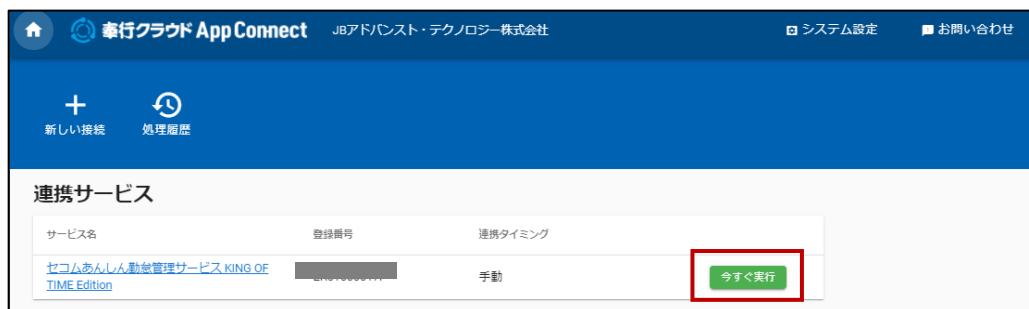 奉行クラウド App Connect JBアドバンスト・テクノロジー株式会社 システム設定 お問い合わせ
新しい接続 処理履歴
連携サービス
サービス名 登録番号 連携タイミング
セコムあんしん勤怠管理サービス KING OF
TIME Edition
手動
今すぐ実行